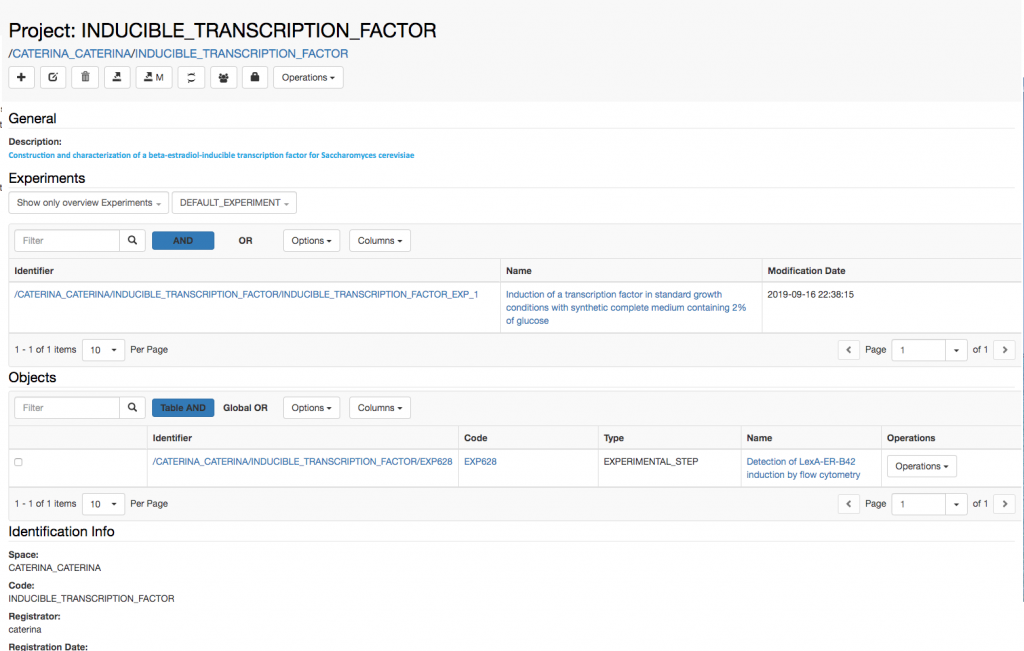 Project: INDUCIBLE_TRANSCRIPTION_FACTOR
/CATERINA_CATERINA/INDUCIBLE_TRANSCRIPTION_FACTOR
M Operations
General
Description:
Construction and characterization of a beta-estradiol-inducible transcription factor for Saccharomyces cerevisiae
Experiments
Show only overview Experiments DEFAULT_EXPERIMENT
Filter AND OR Options Columns
Identifier Name Modification Date
/CATERINA_CATERINA/INDUCIBLE_TRANSCRIPTION_FACTOR/INDUCIBLE_TRANSCRIPTION_FACTOR_EXP_1 Induction of a transcription factor in standard growth 2019-09-16 22:38:15
conditions with synthetic complete medium containing 2%
of glucose
1 - 1 of 1 items 10 Per Page Page 1 of 1
Objects
Filter Table AND Global OR Options Columns
Identifier Code Type Name Operations
/CATERINA_CATERINA/INDUCIBLE_TRANSCRIPTION_FACTOR/EXP628 EXP628 EXPERIMENTAL_STEP Detection of LexA-ER-B42 Operations
induction by flow cytometry
1 - 1 of 1 items 10 Per Page Page 1 of 1
Identification Info
Space:
CATERINA_CATERINA
Code:
INDUCIBLE_TRANSCRIPTION_FACTOR
Registrator:
caterina
Registration Date: